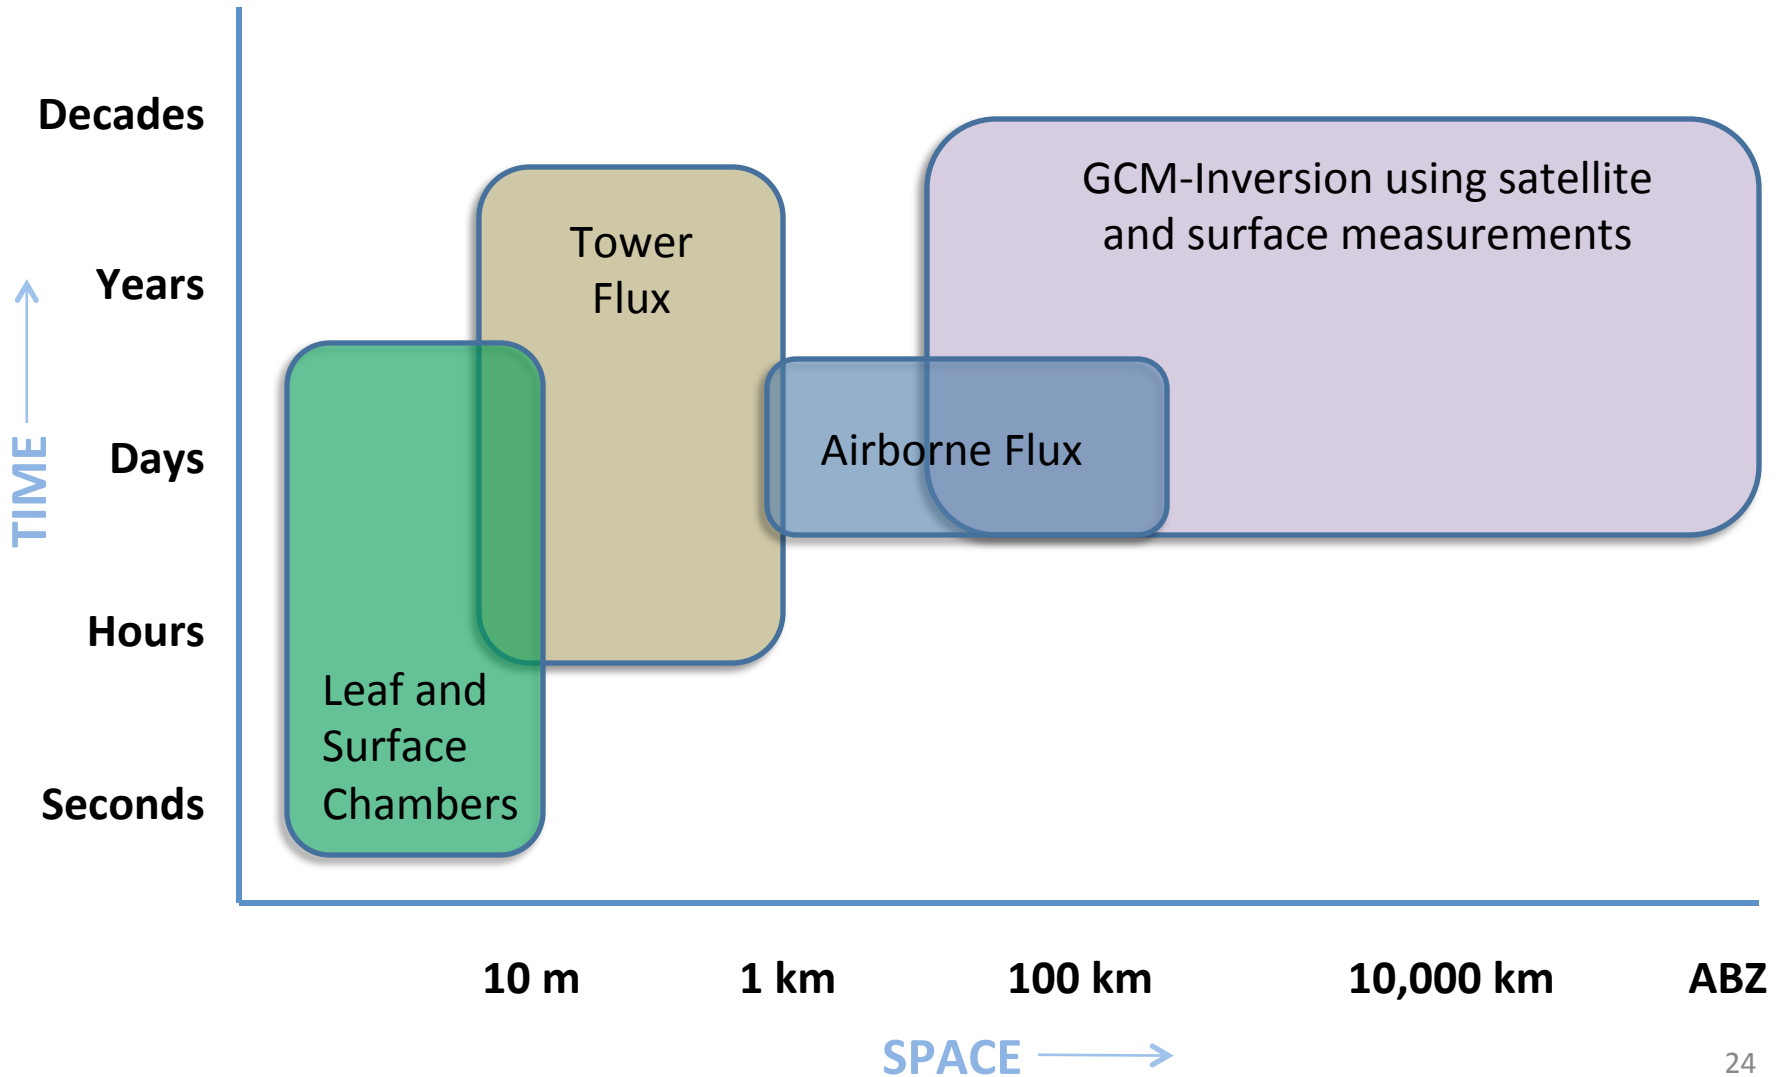 Decades
GCM-Inversion using satellite
and surface measurements
Tower
Flux
Years
TIME
Days
Airborne Flux
Hours
Leaf and
Surface
Chambers
Seconds
10 m 1 km 100 km 10,000 km ABZ
SPACE
24